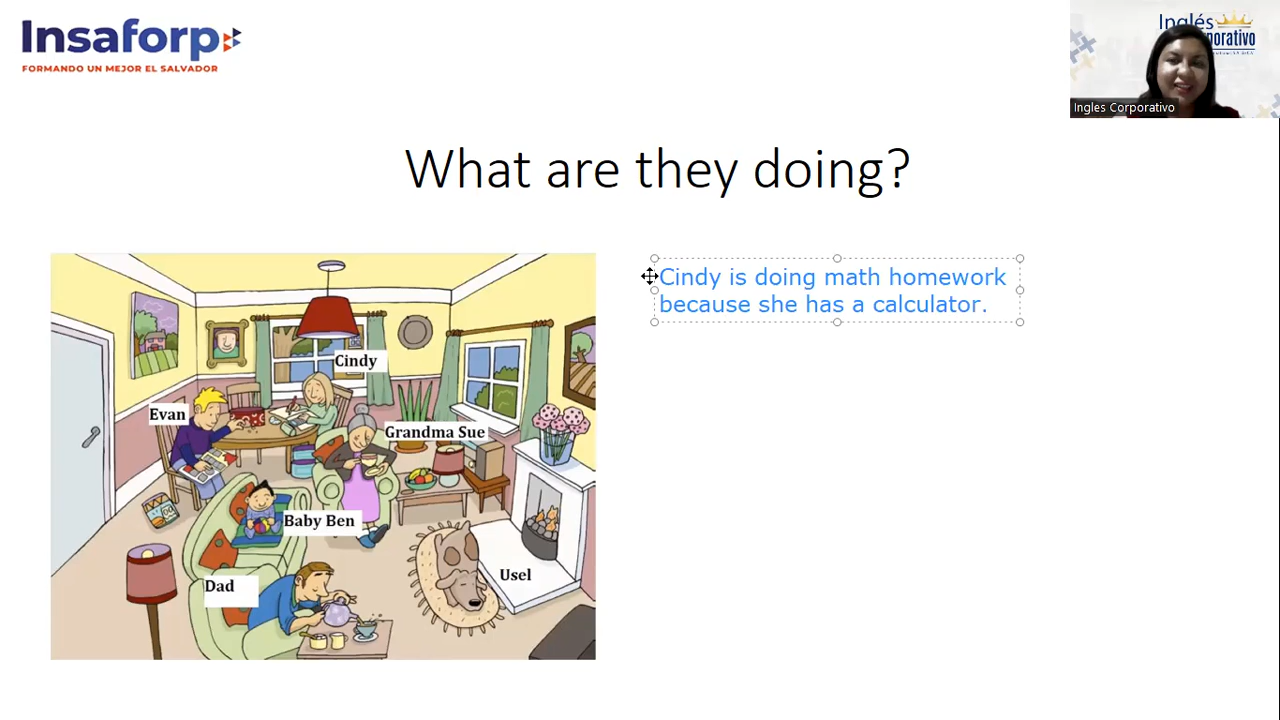 Insaforp
FORMANDO UN MEJOR EL SALVADOR
Inglés
Ingles Corporativo
What are they doing?
Cindy is doing math homework
because she has a calculator.
Cindy
Evan
Grandma Sue
Baby Ben
Usel
Dad